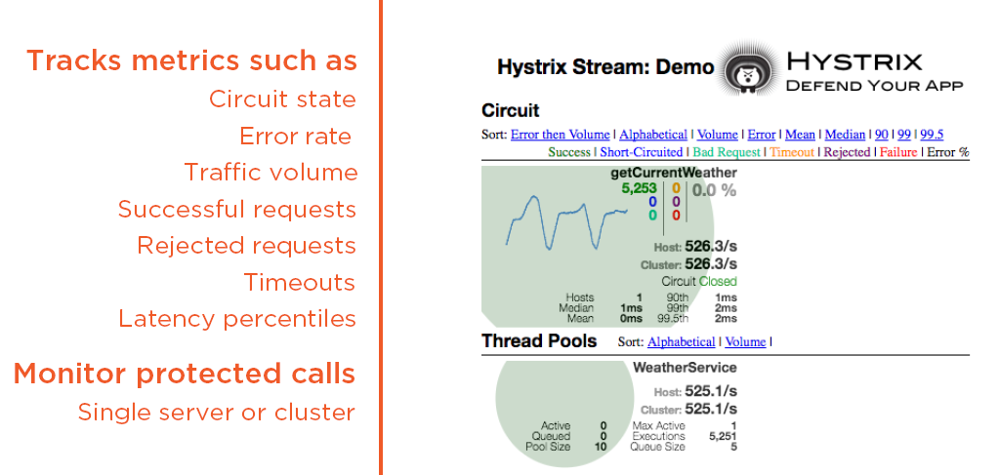 Tracks metrics such as
Circuit state
Error rate
Traffic volume
Successful requests
Rejected requests
Timeouts
Latency percentiles
Monitor protected calls
Single server or cluster
Hystrix Stream: Demo
HYSTRIX
DEFEND YOUR APP
Circuit
Sort: Error then Volume | Alphabetical | Volume | Error | Mean | Median | 90 | 99 | 99.5
Success | Short-Circuited | Bad Request | Timeout | Rejected | Failure | Error %
getCurrentWeather
5,253 0 0.0 %
0 0
0 0
Host: 526.3/s
Cluster: 526.3/s
Circuit Closed
Hosts 1 90th 1ms
Median 1ms 99th 2ms
Mean 0ms 99.5th 2ms
Thread Pools Sort: Alphabetical | Volume |
WeatherService
Host: 525.1/s
Cluster: 525.1/s
Active 0 Max Active 1
Queued 0 Executions 5,251
Pool Size 10 Queue Size 5